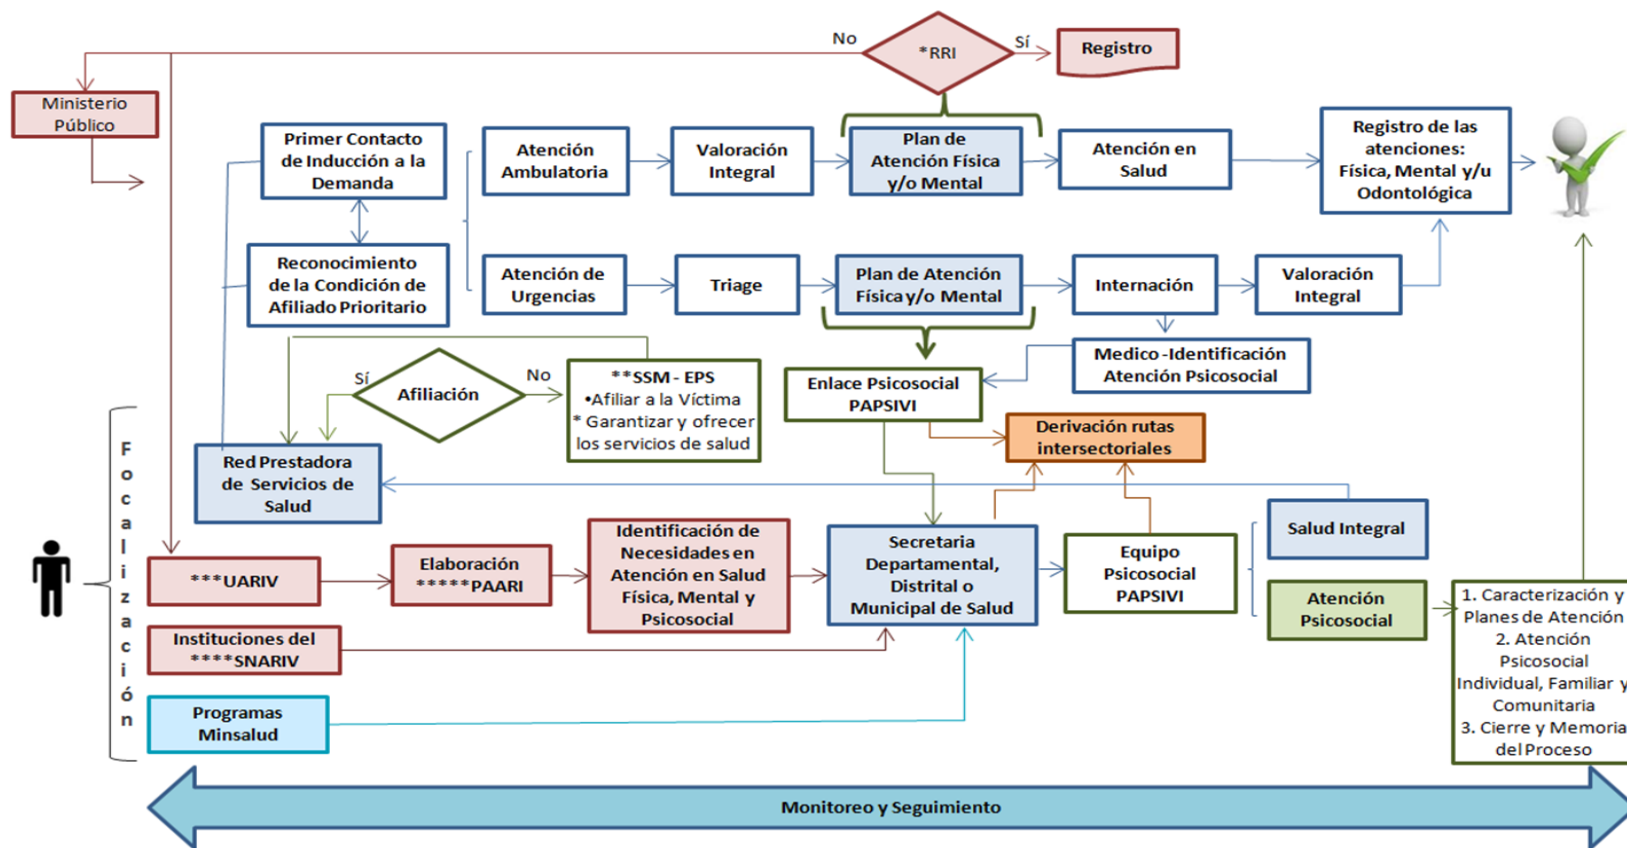 No
*RRI
Sí
Registro
Ministerio
Público
Primer Contacto
de Inducción a la
Demanda
Atención
Ambulatoria
Valoración
Integral
Plan de
Atención Física
y/o Mental
Atención en
Salud
Registro de las
atenciones:
Física, Mental y/u
Odontológica
Reconocimiento
de la Condición de
Afiliado Prioritario
Atención de
Urgencias
Triage
Plan de Atención
Física y/o Mental
Internación
Valoración
Integral
Medico -Identificación
Atención Psicosocial
Sí
Afiliación
No
**SSM - EPS
•Afiliar a la Víctima
* Garantizar y ofrecer
los servicios de salud
Enlace Psicosocial
PAPSIVI
Derivación rutas
intersectoriales
Focalización
Red Prestadora
de Servicios de
Salud
***UARIV
Elaboración
*****PAARI
Identificación de
Necesidades en
Atención en Salud
Física, Mental y
Psicosocial
Secretaria
Departamental,
Distrital o
Municipal de Salud
Equipo
Psicosocial
PAPSIVI
Salud Integral
Atención
Psicosocial
1. Caracterización y
Planes de Atención
2. Atención
Psicosocial
Individual, Familiar y
Comunitaria
3. Cierre y Memoria
del Proceso
Instituciones del
****SNARIV
Programas
Minsalud
Monitoreo y Seguimiento